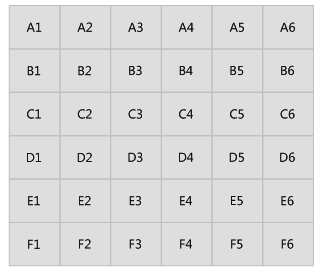 A1 A2 A3 A4 A5 A6
B1 B2 B3 B4 B5 B6
C1 C2 C3 C4 C5 C6
D1 D2 D3 D4 D5 D6
E1 E2 E3 E4 E5 E6
F1 F2 F3 F4 F5 F6